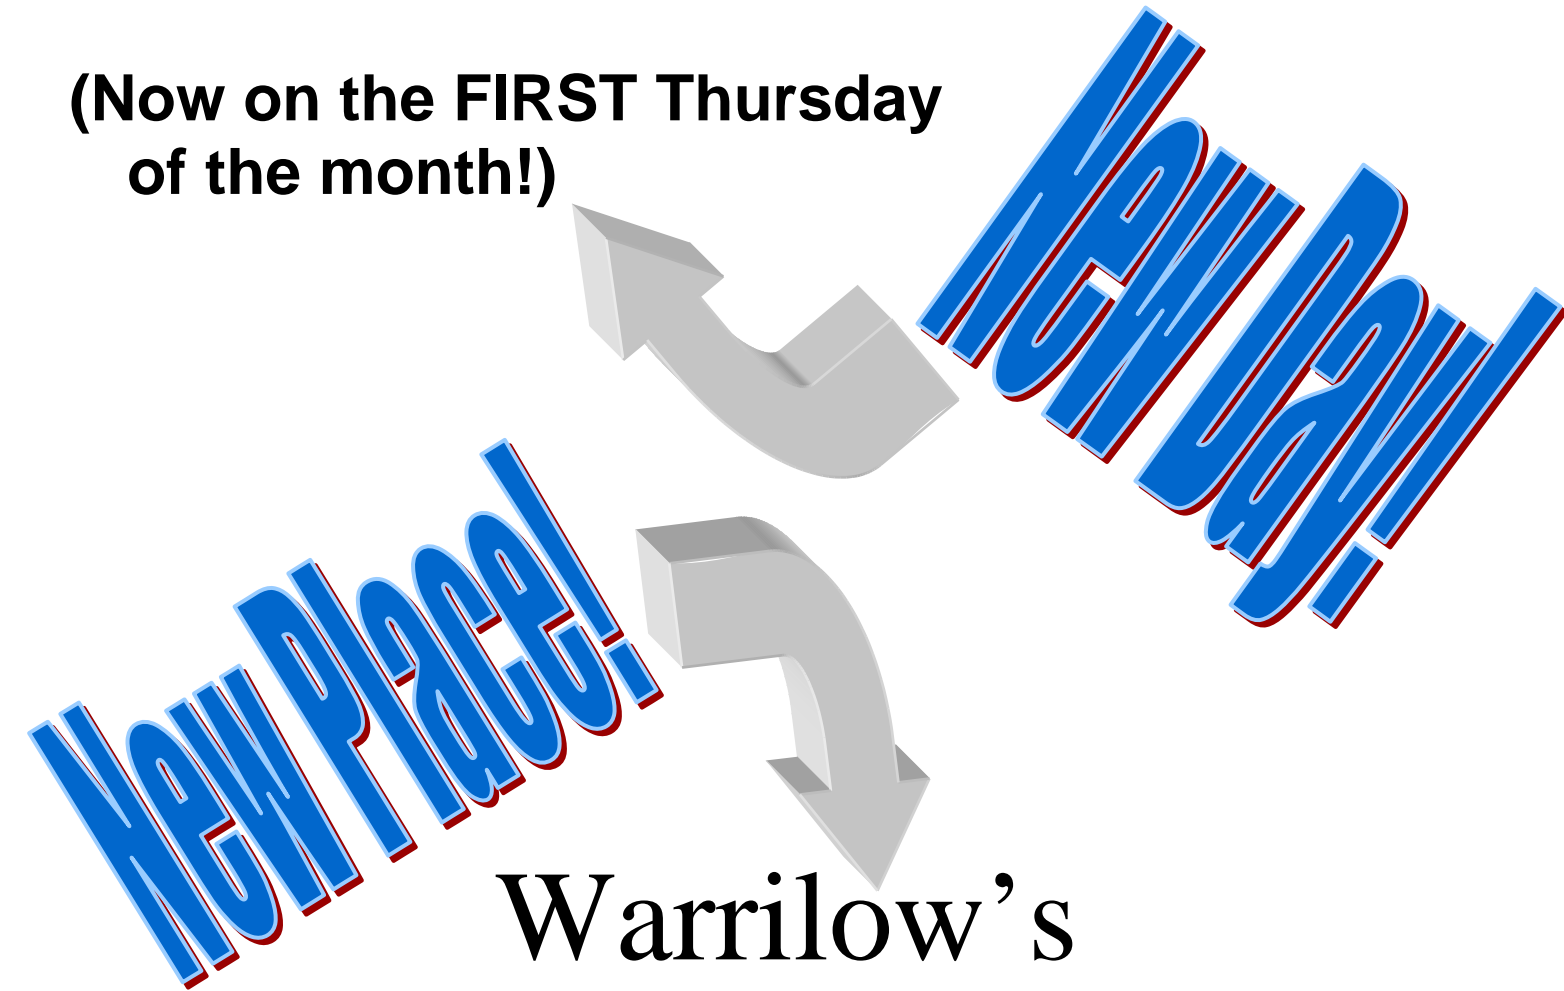 (Now on the FIRST Thursday
of the month!)
New Day!
New Place!
Warrilow’s